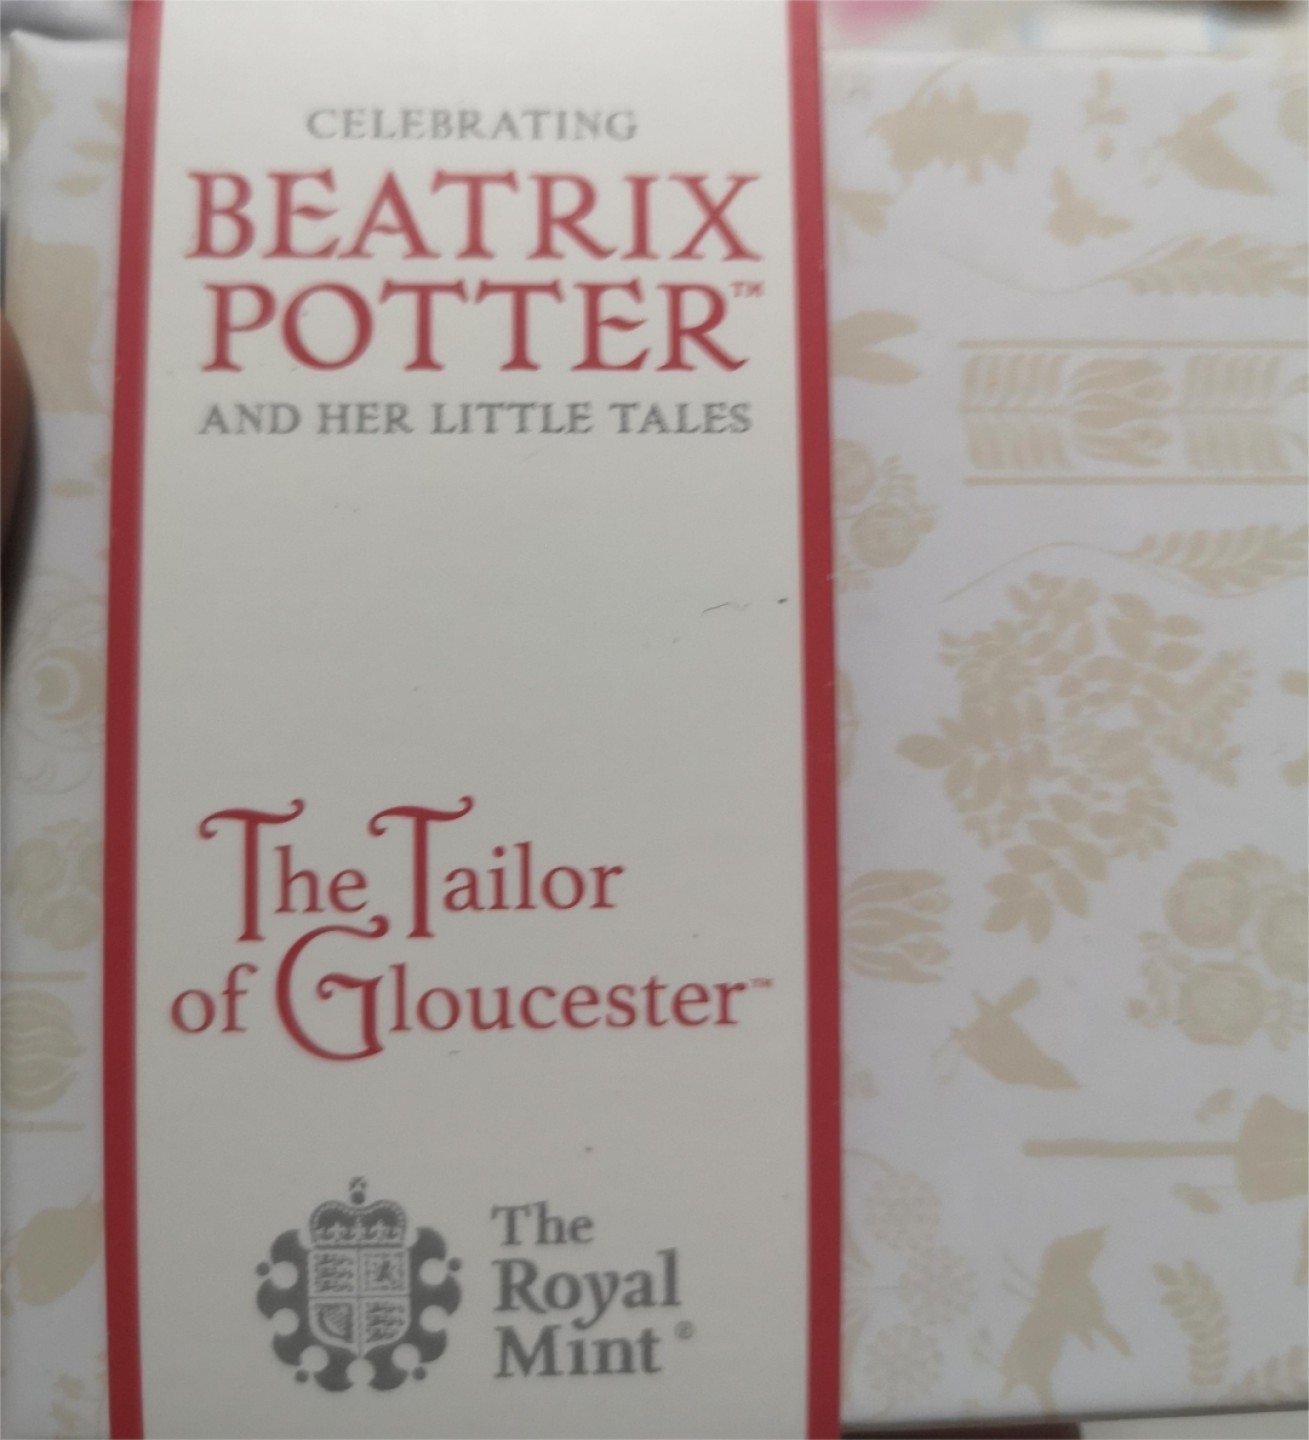 CELEBRATING
BEATRIX
POTTER™
AND HER LITTLE TALES
The Tailor
of Gloucester™
The
Royal
Mint®